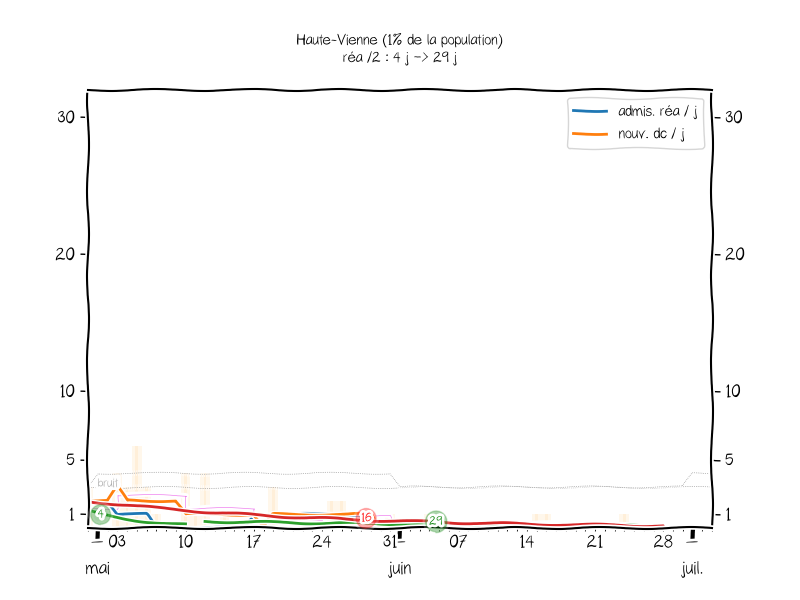 Haute-Vienne (1% de la population)
réa /2 : 4 j -> 29 j
admis. réa / j
nouv. dc / j
30 30
20 20
10 10
5 5
bruit
1 4 16 29 1
03 10 17 24 31 07 14 21 28
mai juin juil.